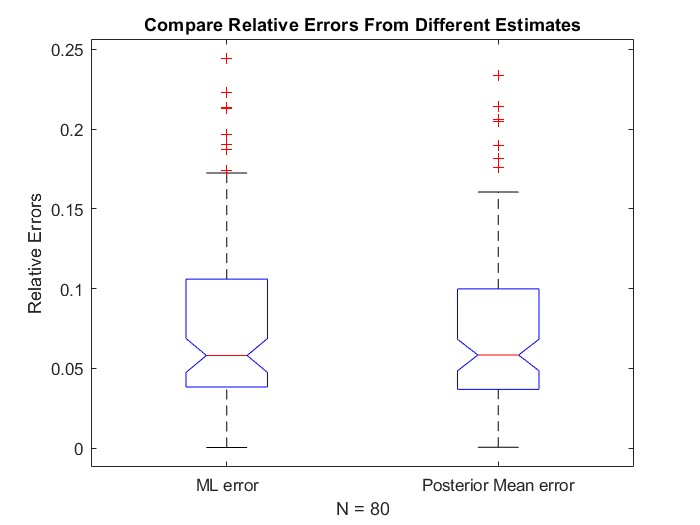 Compare Relative Errors From Different Estimates
0.25
0.2
0.15
0.1
0.05
0
Relative Errors
ML error
Posterior Mean error
N = 80